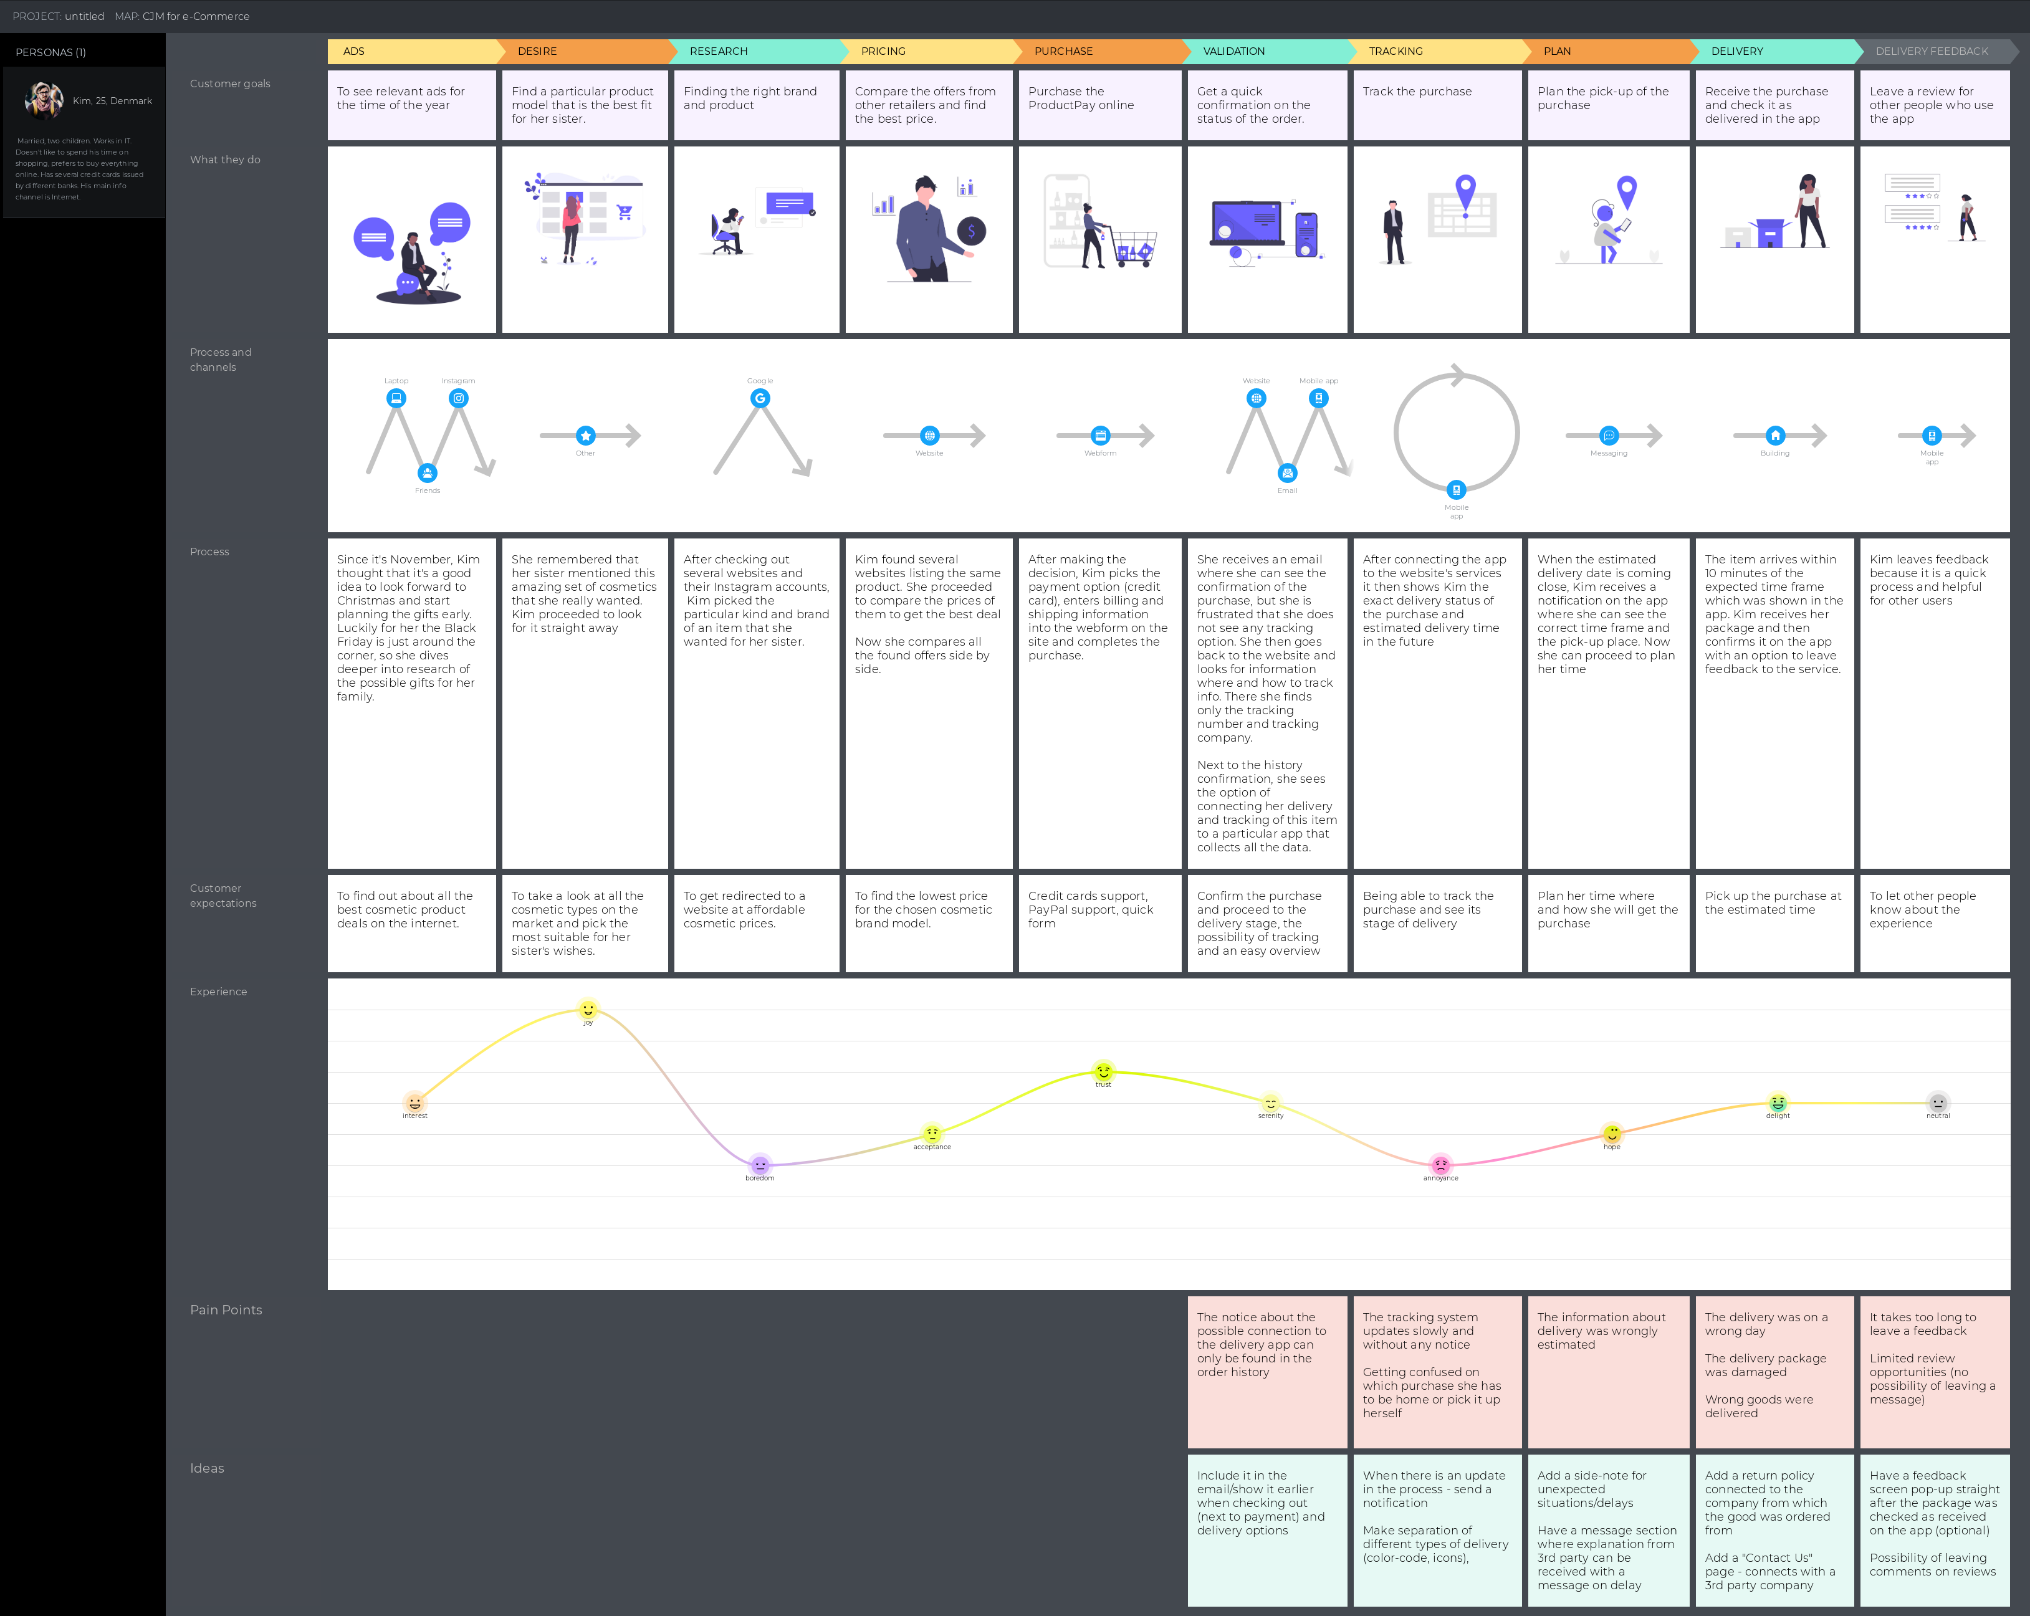 PROJECT: untitled MAP: CJM for e-Commerce
PERSONAS (1)
Kim, 25, Denmark
Married, two children. Works in IT.
Doesn't like to spend his time on
shopping, prefers to buy everything
online. Has several credit cards issued
by different banks. His main info
channel is Internet
ADS
DESIRE
RESEARCH
PRICING
PURCHASE
VALIDATION
TRACKING
PLAN
DELIVERY
DELIVERY FEEDBACK
Customer goals
To see relevant ads for
the time of the year
Find a particular product
model that is the best fit
for her sister.
Finding the right brand
and product
Compare the offers from
other retailers and find
the best price.
Purchase the
ProductPay online
Get a quick
confirmation on the
status of the order.
Track the purchase
Plan the pick-up of the
purchase
Receive the purchase
and check it as
delivered in the app
Leave a review for
other people who use
the app
What they do
$
Process and
channels
Laptop
Instagram
Friends
Other
Google
Website
Webform
Website
Mobile app
Email
Mobile
app
Messaging
Building
Mobile
app
Process
Since it's November, Kim
thought that it's a good
idea to look forward to
Christmas and start
planning the gifts early.
Luckily for her the Black
Friday is just around the
corner, so she dives
deeper into research of
the possible gifts for her
family.
She remembered that
her sister mentioned this
amazing set of cosmetics
that she really wanted.
Kim proceeded to look
for it straight away
After checking out
several websites and
their Instagram accounts,
Kim picked the
particular kind and brand
of an item that she
wanted for her sister.
Kim found several
websites listing the same
product. She proceeded
to compare the prices of
them to get the best deal
Now she compares all
the found offers side by
side.
After making the
decision, Kim picks the
payment option (credit
card), enters billing and
shipping information
into the webform on the
site and completes the
purchase.
She receives an email
where she can see the
confirmation of the
purchase, but she is
frustrated that she does
not see any tracking
option. She then goes
back to the website and
looks for information
where and how to track
info. There she finds
only the tracking
number and tracking
company.
Next to the history
confirmation, she sees
the option of
connecting her delivery
and tracking of this item
to a particular app that
collects all the data.
After connecting the app
to the website's services
it then shows Kim the
exact delivery status of
the purchase and
estimated delivery time
in the future
When the estimated
delivery date is coming
close, Kim receives a
notification on the app
where she can see the
correct time frame and
the pick-up place. Now
she can proceed to plan
her time
The item arrives within
10 minutes of the
expected time frame
which was shown in the
app. Kim receives her
package and then
confirms it on the app
with an option to leave
feedback to the service.
Kim leaves feedback
because it is a quick
process and helpful
for other users
Customer
expectations
To find out about all the
best cosmetic product
deals on the internet.
To take a look at all the
cosmetic types on the
market and pick the
most suitable for her
sister's wishes.
To get redirected to a
website at affordable
cosmetic prices.
To find the lowest price
for the chosen cosmetic
brand model.
Credit cards support,
PayPal support, quick
form
Confirm the purchase
and proceed to the
delivery stage, the
possibility of tracking
and an easy overview
Being able to track the
purchase and see its
stage of delivery
Plan her time where
and how she will get the
purchase
Pick up the purchase at
the estimated time
To let other people
know about the
experience
Experience
interest
joy
boredom
acceptance
trust
serenity
annoyance
hope
delight
neutral
Pain Points
The notice about the
possible connection to
the delivery app can
only be found in the
order history
The tracking system
updates slowly and
without any notice
Getting confused on
which purchase she has
to be home or pick it up
herself
The information about
delivery was wrongly
estimated
The delivery was on a
wrong day
The delivery package
was damaged
Wrong goods were
delivered
It takes too long to
leave a feedback
Limited review
opportunities (no
possibility of leaving a
message)
Ideas
Include it in the
email/show it earlier
when checking out
(next to payment) and
delivery options
When there is an update
in the process - send a
notification
Make separation of
different types of delivery
(color-code, icons),
Add a side-note for
unexpected
situations/delays
Have a message section
where explanation from
3rd party can be
received with a
message on delay
Add a return policy
connected to the
company from which
the good was ordered
from
Add a "Contact Us"
page - connects with a
3rd party company
Have a feedback
screen pop-up straight
after the package was
checked as received
on the app (optional)
Possibility of leaving
comments on reviews